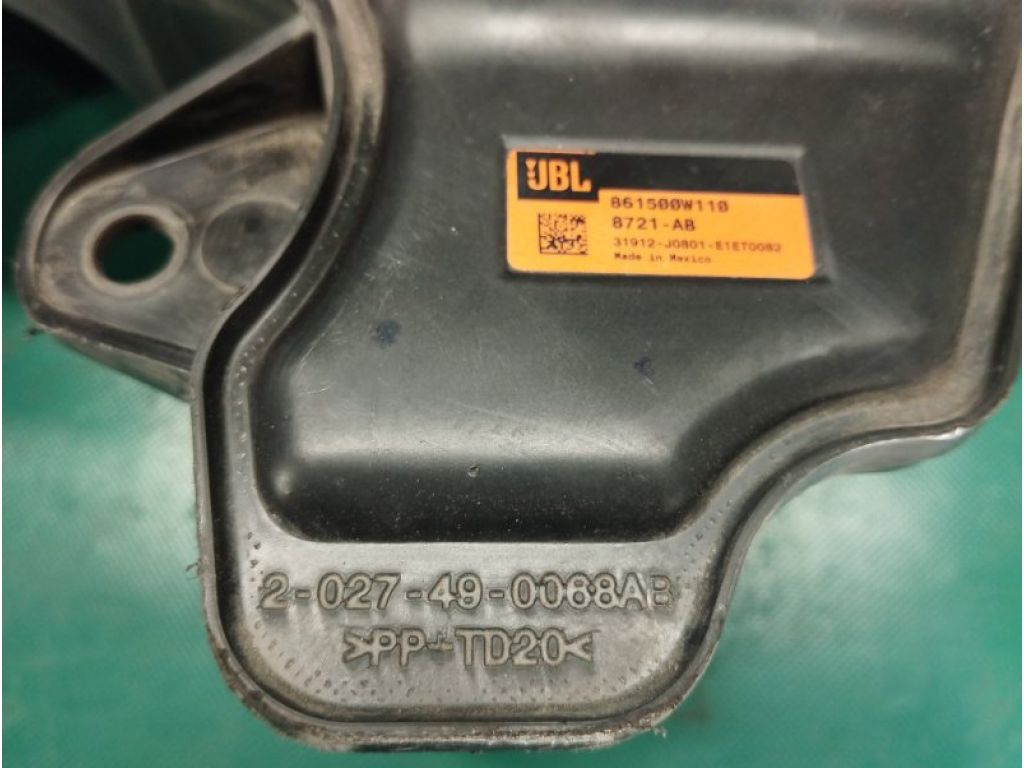 JBL
861500W110
8721-AB
31912-J0801-E1ET0082
Made in Mexico
2-027-49-0068AB
>PP-TD20<